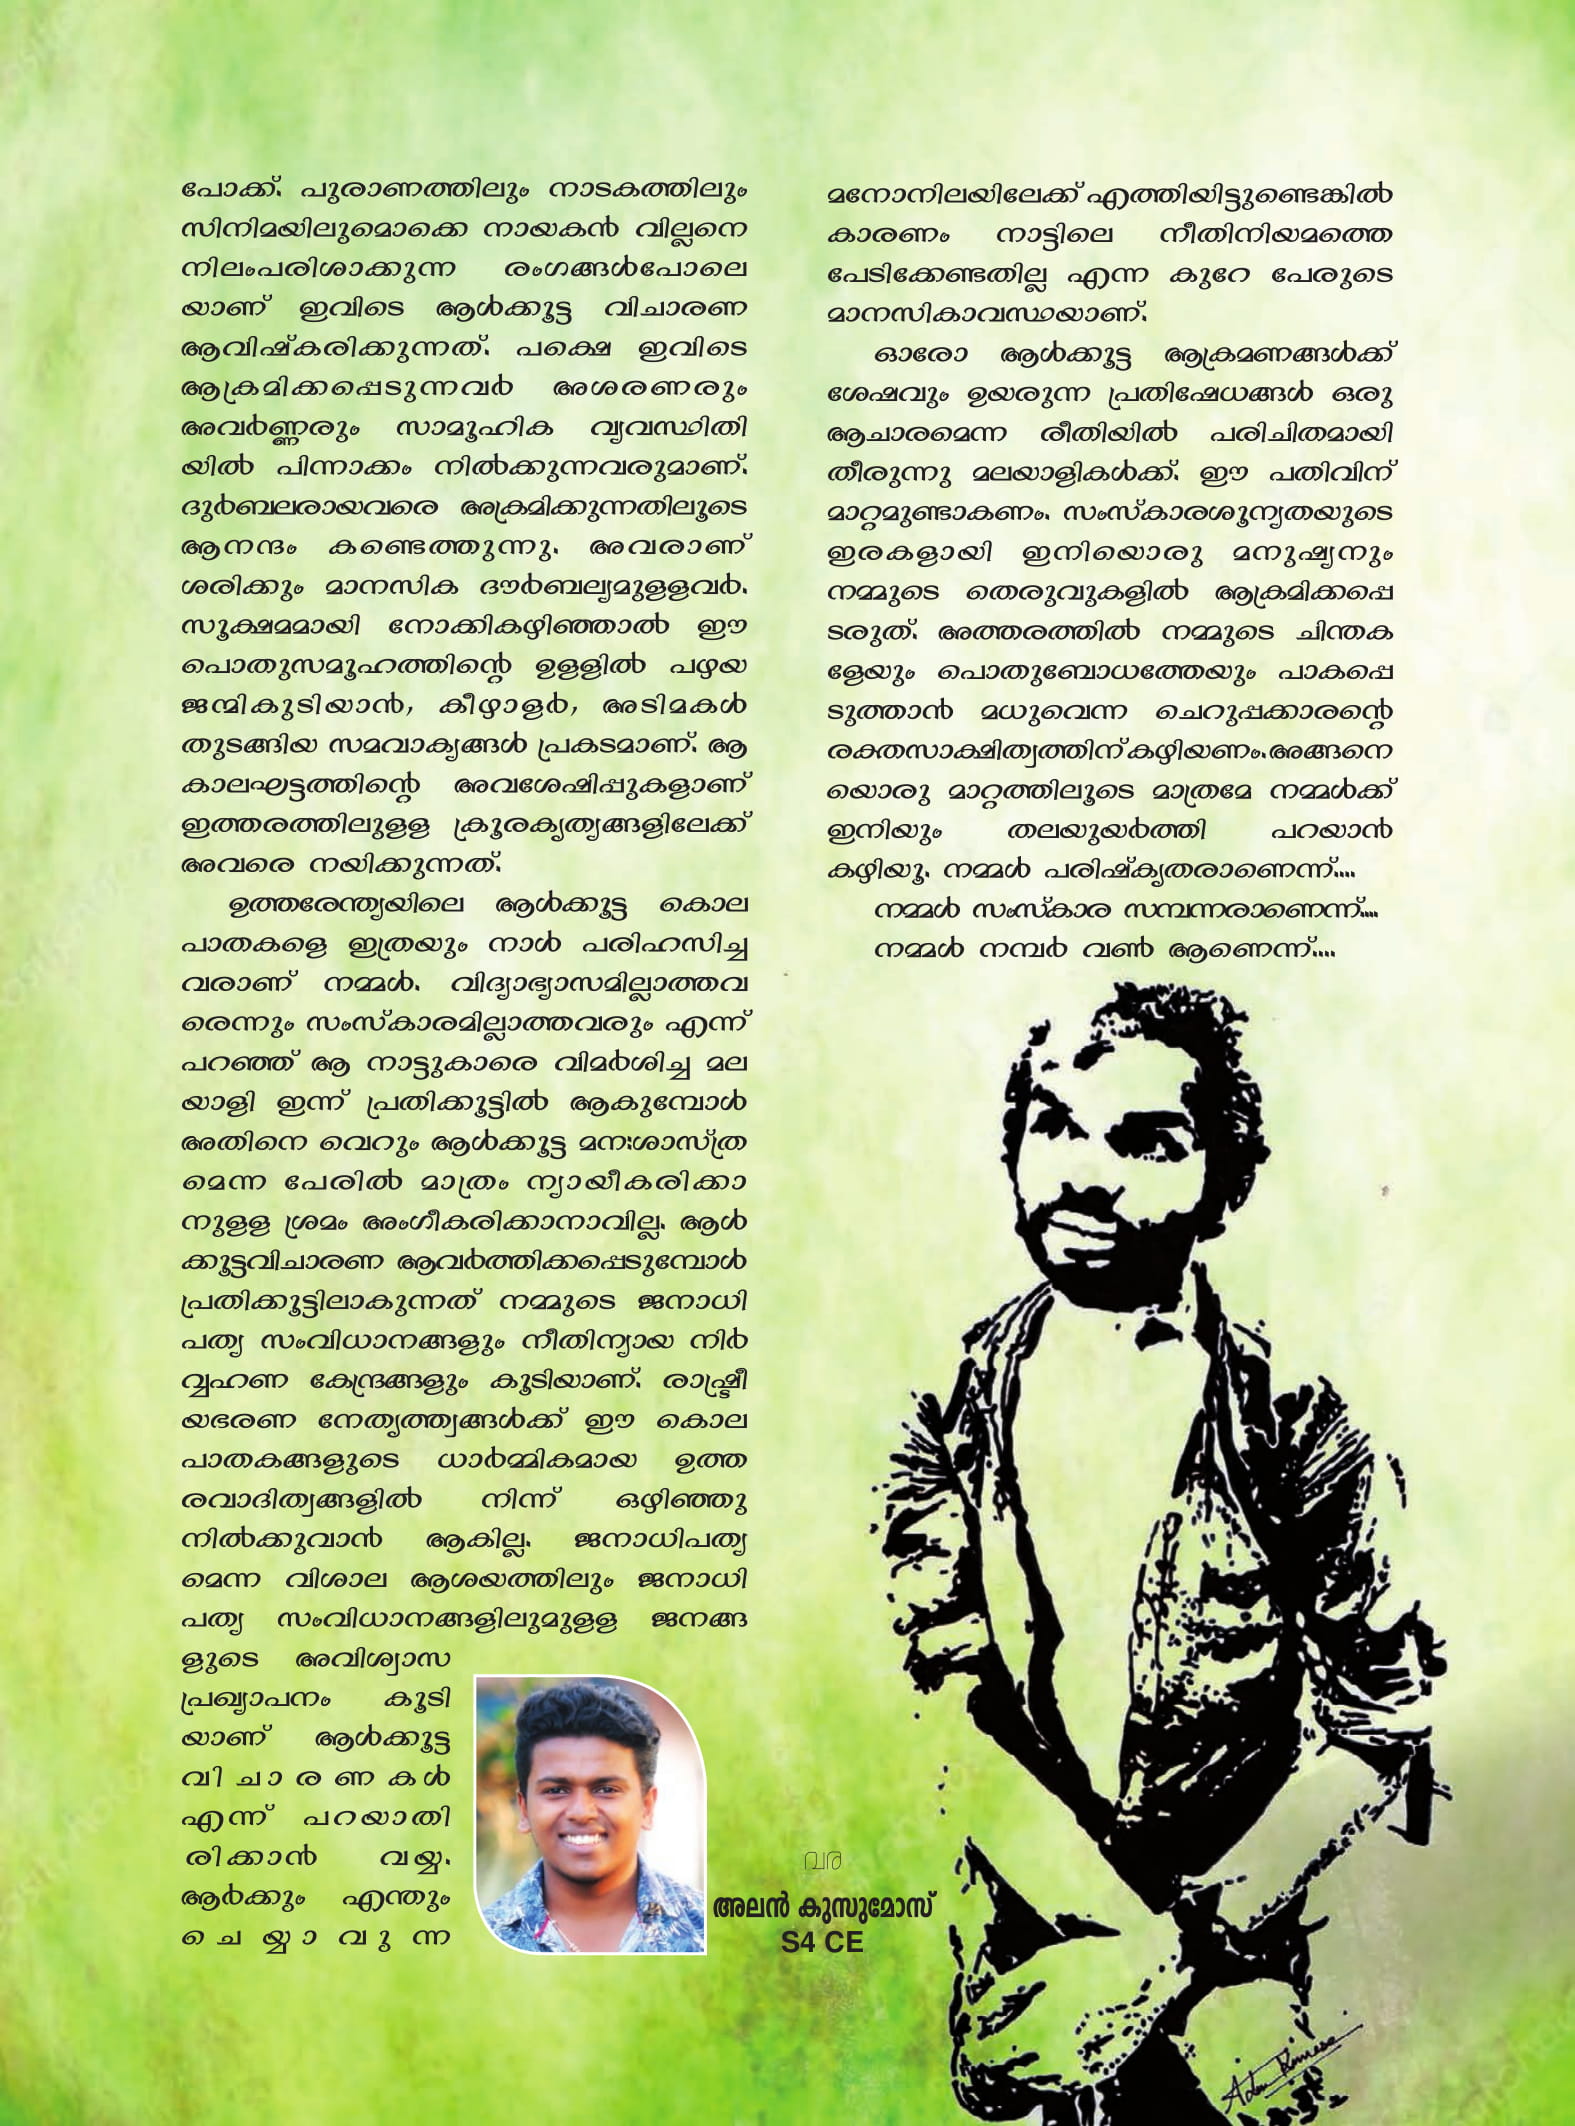 പോക്ക്. പുരാണത്തിലും നാടകത്തിലും
സിനിമയിലുമൊക്കെ നായകൻ വില്ലനെ
നിലംപരിശാക്കുന്ന രംഗങ്ങൾപോലെ
യാണ് ഇവിടെ ആൾക്കൂട്ട വിചാരണ
ആവിഷ്കരിക്കുന്നത്. പക്ഷെ ഇവിടെ
ആക്രമിക്കപ്പെടുന്നവർ അശരണരും
അവർണ്ണരും സാമൂഹിക വ്യവസ്ഥിതി
യിൽ പിന്നാക്കം നിൽക്കുന്നവരുമാണ്.
ദുർബലരായവരെ അക്രമിക്കുന്നതിലൂടെ
ആനന്ദം കണ്ടെത്തുന്നു. അവരാണ്
ശരിക്കും മാനസിക ദൗർബല്യമുള്ളവർ.
സൂക്ഷമമായി നോക്കികഴിഞ്ഞാൽ ഈ
പൊതുസമൂഹത്തിന്റെ ഉള്ളിൽ പഴയ
ജന്മികുടിയാൻ, കീഴാളർ, അടിമകൾ
തുടങ്ങിയ സമവാക്യങ്ങൾ പ്രകടമാണ്. ആ
കാലഘട്ടത്തിന്റെ അവശേഷിപ്പുകളാണ്
ഇത്തരത്തിലുള്ള ക്രൂരകൃത്യങ്ങളിലേക്ക്
അവരെ നയിക്കുന്നത്.
ഉത്തരേന്ത്യയിലെ ആൾക്കൂട്ട കൊല
പാതകളെ ഇത്രയും നാൾ പരിഹസിച്ച
വരാണ് നമ്മൾ. വിദ്യാഭ്യാസമില്ലാത്തവ
രെന്നും സംസ്കാരമില്ലാത്തവരും എന്ന്
പറഞ്ഞ് ആ നാട്ടുകാരെ വിമർശിച്ച മല
യാളി ഇന്ന് പ്രതിക്കൂട്ടിൽ ആകുമ്പോൾ
അതിനെ വെറും ആൾക്കൂട്ട മനഃശാസ്ത്ര
മെന്ന പേരിൽ മാത്രം ന്യായീകരിക്കാ
നുള്ള ശ്രമം അംഗീകരിക്കാനാവില്ല. ആൾ
ക്കൂട്ടവിചാരണ ആവർത്തിക്കപ്പെടുമ്പോൾ
പ്രതിക്കൂട്ടിലാകുന്നത് നമ്മുടെ ജനാധി
പത്യ സംവിധാനങ്ങളും നീതിന്യായ നിർ
വ്വഹണ കേന്ദ്രങ്ങളും കൂടിയാണ്. രാഷ്ട്രീ
യഭരണ നേതൃത്ത്വങ്ങൾക്ക് ഈ കൊല
പാതകങ്ങളുടെ ധാർമ്മികമായ ഉത്ത
രവാദിത്വങ്ങളിൽ നിന്ന് ഒഴിഞ്ഞു
നിൽക്കുവാൻ ആകില്ല. ജനാധിപത്യ
മെന്ന വിശാല ആശയത്തിലും ജനാധി
പത്യ സംവിധാനങ്ങളിലുമുള്ള ജനങ്ങ
ളുടെ അവിശ്വാസ
പ്രഖ്യാപനം കൂടി
യാണ് ആൾക്കൂട്ട
വിചാരണകൾ
എന്ന് പറയാതി
രിക്കാൻ വയ്യ.
ആർക്കും എന്തും
ചെയ്യാവുന്ന
മനോനിലയിലേക്ക് എത്തിയിട്ടുണ്ടെങ്കിൽ
കാരണം നാട്ടിലെ നീതിനിയമത്തെ
പേടിക്കേണ്ടതില്ല എന്ന കുറേ പേരുടെ
മാനസികാവസ്ഥയാണ്.
ഓരോ ആൾക്കൂട്ട ആക്രമണങ്ങൾക്ക്
ശേഷവും ഉയരുന്ന പ്രതിഷേധങ്ങൾ ഒരു
ആചാരമെന്ന രീതിയിൽ പരിചിതമായി
തീരുന്നു മലയാളികൾക്ക്. ഈ പതിവിന്
മാറ്റമുണ്ടാകണം. സംസ്കാരശൂന്യതയുടെ
ഇരകളായി ഇനിയൊരു മനുഷ്യനും
നമ്മുടെ തെരുവുകളിൽ ആക്രമിക്കപ്പെ
ടരുത്. അത്തരത്തിൽ നമ്മുടെ ചിന്തക
ളേയും പൊതുബോധത്തേയും പാകപ്പെ
ടുത്താൻ മധുവെന്ന ചെറുപ്പക്കാരന്റെ
രക്തസാക്ഷിത്വത്തിന് കഴിയണം.അങ്ങനെ
യൊരു മാറ്റത്തിലൂടെ മാത്രമേ നമ്മൾക്ക്
ഇനിയും തലയുയർത്തി പറയാൻ
കഴിയൂ. നമ്മൾ പരിഷ്കൃതരാണെന്ന്....
നമ്മൾ സംസ്കാര സമ്പന്നരാണെന്ന്....
നമ്മൾ നമ്പർ വൺ ആണെന്ന്....
വര
അലൻ കുസുമോസ്
S4 CE